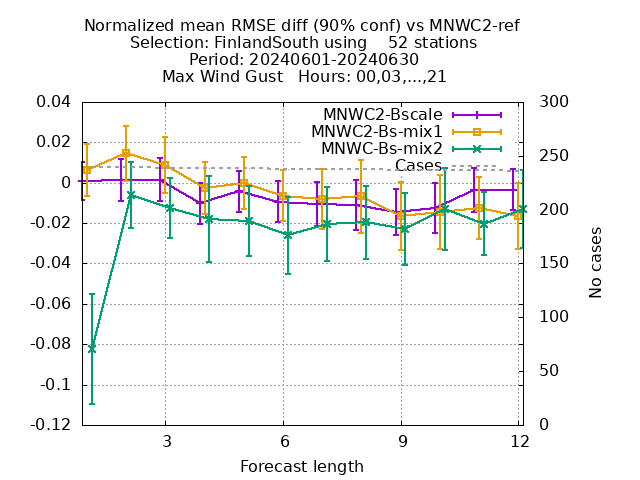 Normalized mean RMSE diff (90% conf) vs MNWC2-ref
Selection: FinlandSouth using    52 stations
Period: 20240601-20240630
Max Wind Gust   Hours: 00,03,...,21
MNWC2-Bscale
MNWC2-Bs-mix1
MNWC-Bs-mix2
Cases
0.04
0.02
0
-0.02
-0.04
-0.06
-0.08
-0.1
-0.12
300
250
200
150
100
50
0
No cases
3
6
9
12
Forecast length